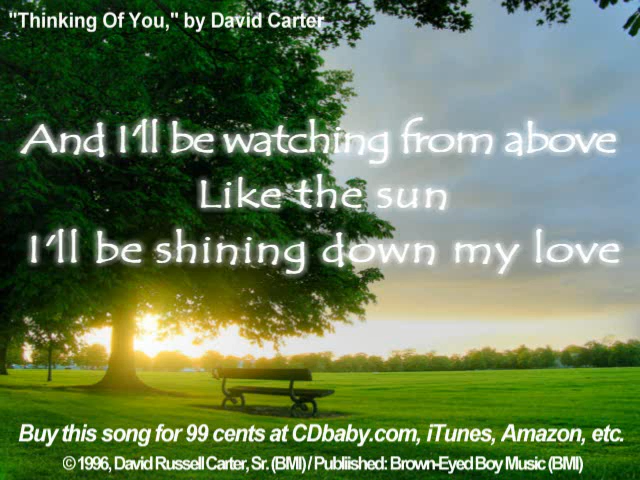 "Thinking Of You," by David Carter
And I'll be watching from above
Like the sun
I'll be shining down my love
Buy this song for 99 cents at CDbaby.com, iTunes, Amazon, etc.
© 1996, David Russell Carter, Sr. (BMI) / Publiished: Brown-Eyed Boy Music (BMI)